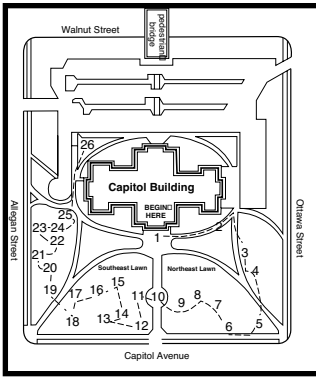 Walnut Street
pedestrian
bridge
26
Capitol Building
BEGIN
HERE
Allegan Street
Ottawa Street
25
23-24
22
21
20
19
18
17
16
15
14
13
12
11
10
9
8
7
6
5
4
3
2
1
Southeast Lawn
Northeast Lawn
Capitol Avenue